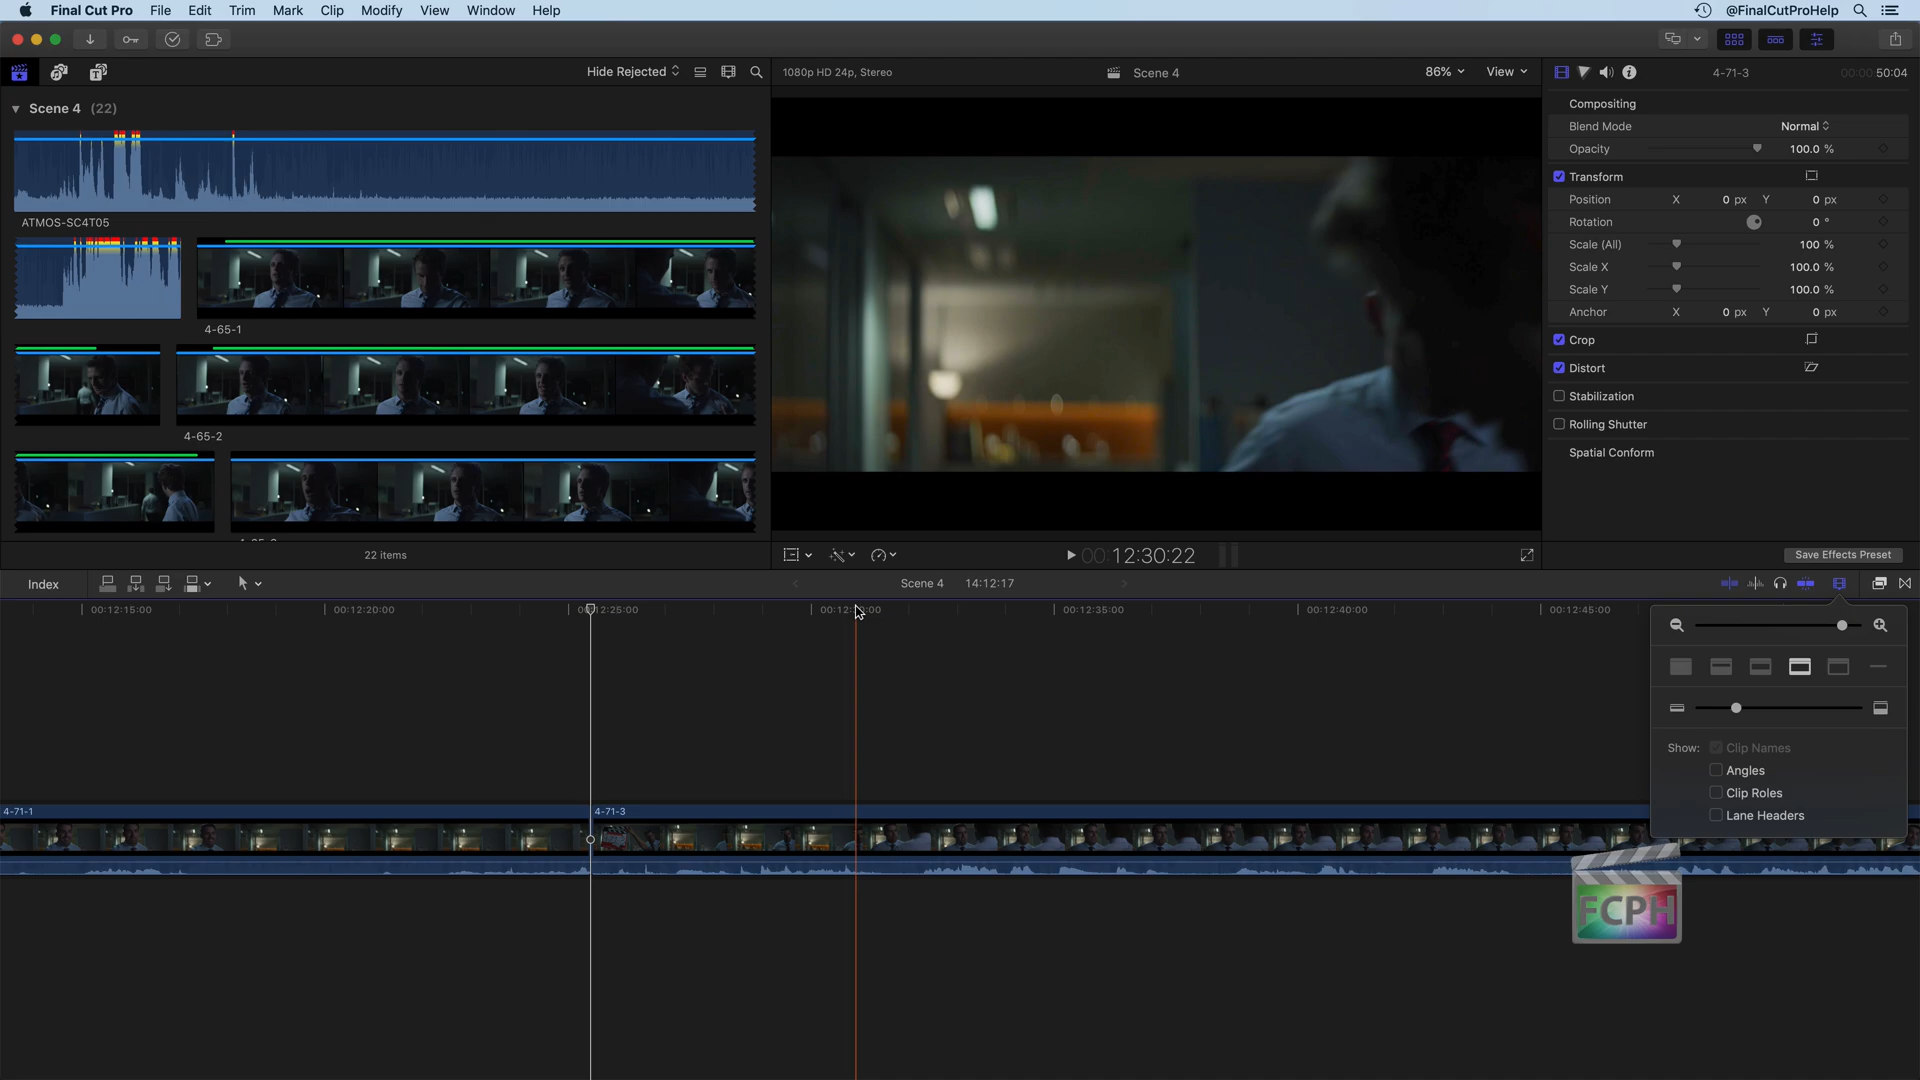 Final Cut Pro File Edit Trim Mark Clip Modify View Window Help @FinalCutProHelp
Hide Rejected 1080p HD 24p, Stereo Scene 4 86% View 4-71-3 00:00:50:04
Scene 4 (22)
ATMOS-SC4T05
4-65-1
4-65-2
22 items
Compositing
Blend Mode Normal
Opacity 100.0 %
Transform
Position X 0 px Y 0 px
Rotation 0 °
Scale (All) 100 %
Scale X 100.0 %
Scale Y 100.0 %
Anchor X 0 px Y 0 px
Crop
Distort
Stabilization
Rolling Shutter
Spatial Conform
00:12:30:22
Save Effects Preset
Index Scene 4 14:12:17
00:12:15:00 00:12:20:00 00:12:25:00 00:12:30:00 00:12:35:00 00:12:40:00 00:12:45:00
Show: Clip Names
Angles
Clip Roles
Lane Headers
4-71-1 4-71-3
FCPH